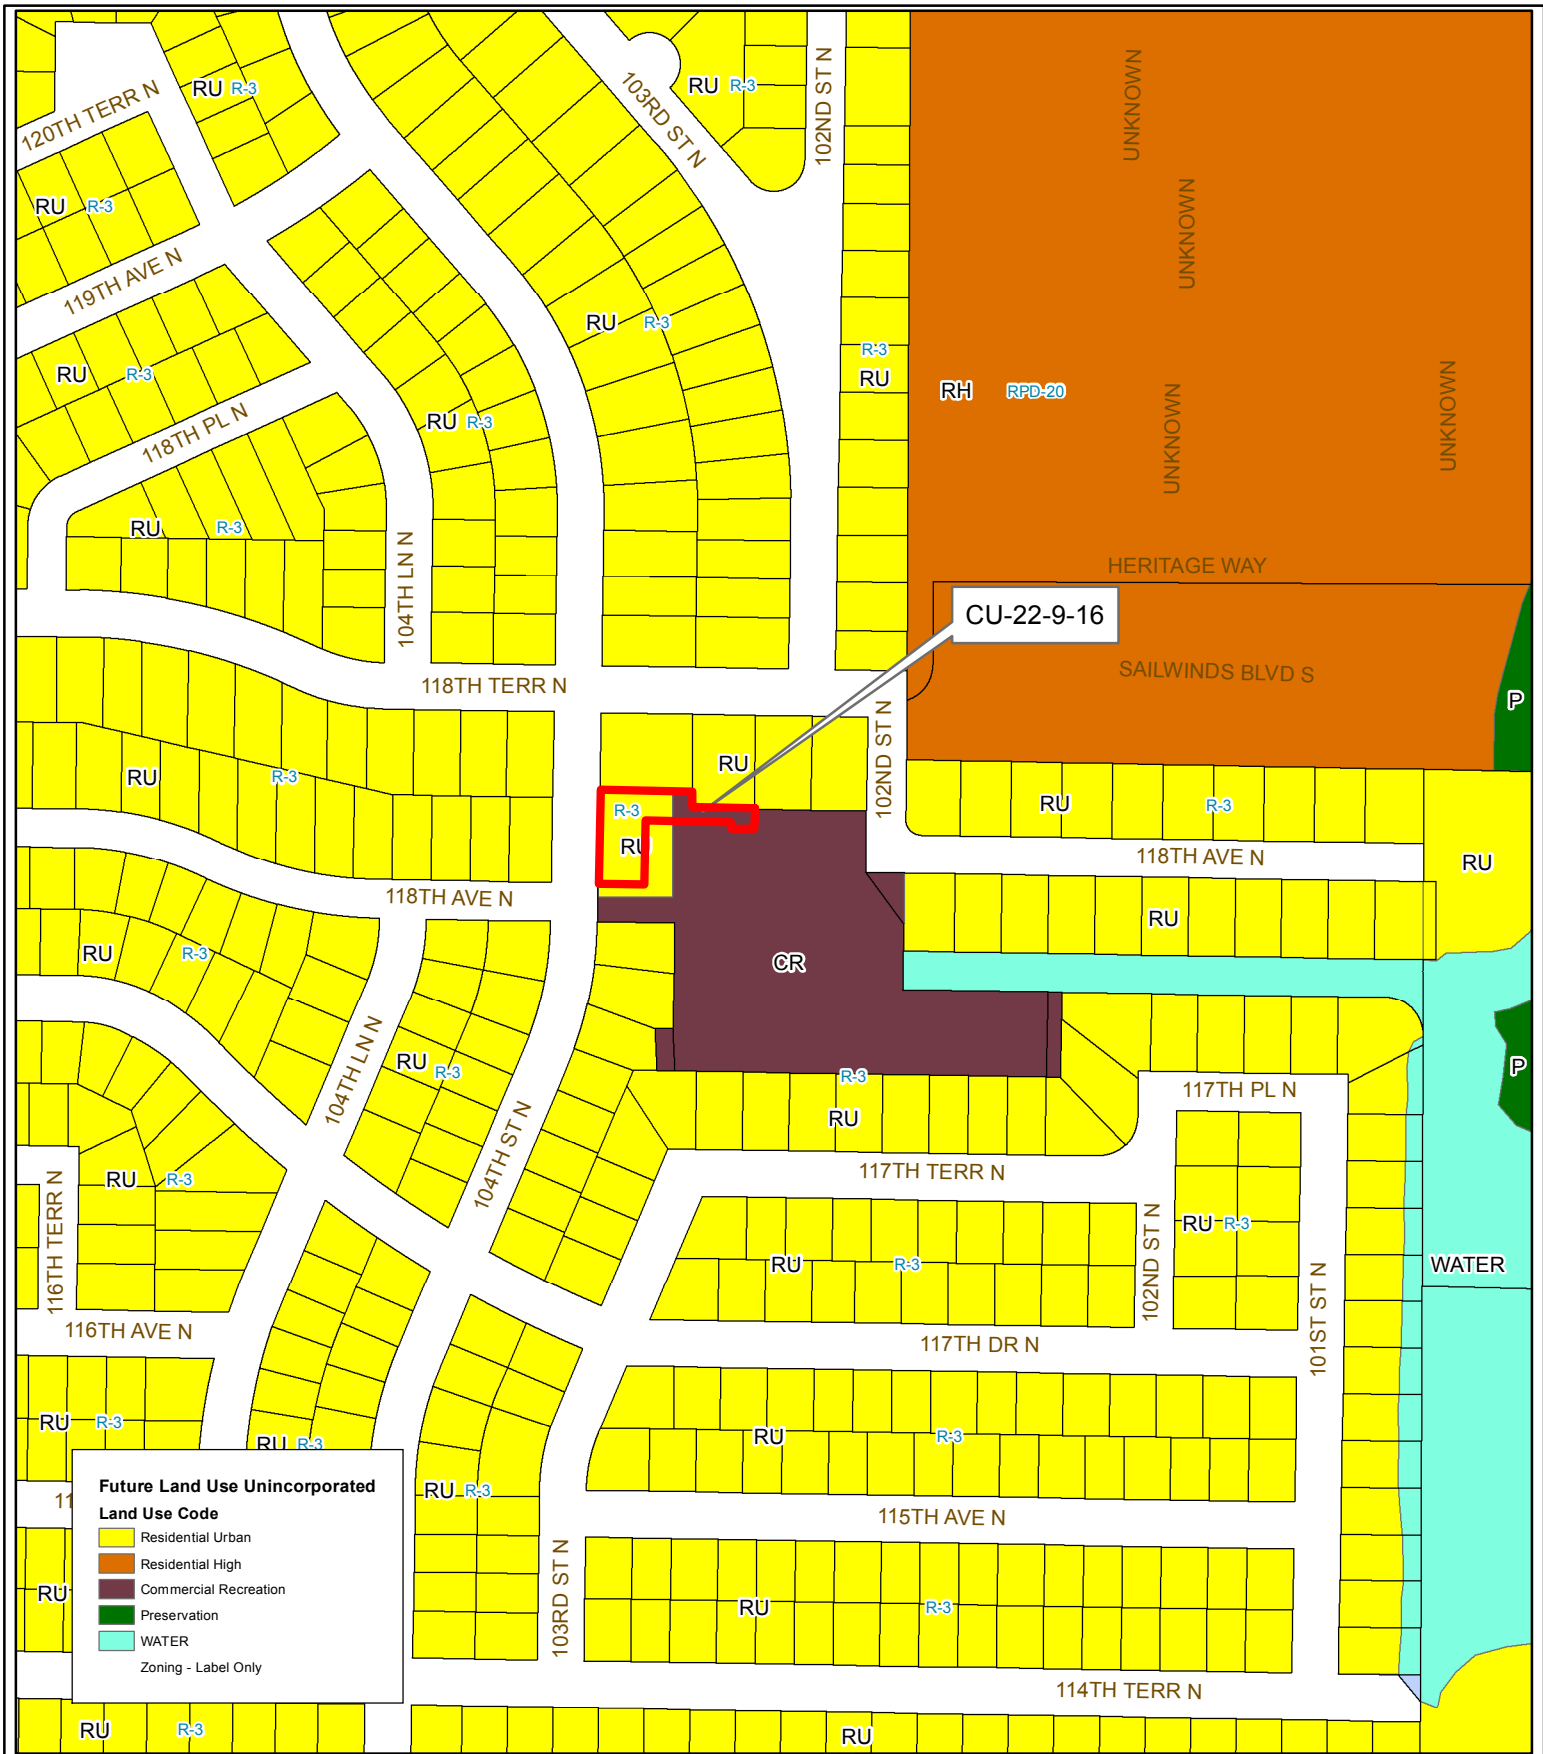 120TH TERR N
RU R-3
103RD ST N
RU R-3
102ND ST N
UNKNOWN
UNKNOWN
RU R-3
119TH AVE N
RU R-3
R-3
RU
RU R-3
118TH PL N
RU R-3
RH RPD-20
UNKNOWN
UNKNOWN
RU R-3
104TH LN N
HERITAGE WAY
CU-22-9-16
118TH TERR N
SAILWINDS BLVD S
P
102ND ST N
RU
RU R-3
R-3
RU
RU R-3
118TH AVE N
RU
118TH AVE N
RU
RU R-3
CR
104TH LN N
RU R-3
P
R-3
RU
117TH PL N
104TH ST N
117TH TERR N
116TH TERR N
RU R-3
102ND ST N
RU R-3
RU R-3
WATER
101ST ST N
116TH AVE N
117TH DR N
RU R-3
RU R-3
RU R-3
RU R-3
115TH AVE N
11
103RD ST N
RU
RU R-3
Future Land Use Unincorporated
Land Use Code
Residential Urban
Residential High
Commercial Recreation
Preservation
WATER
Zoning - Label Only
114TH TERR N
RU R-3
RU